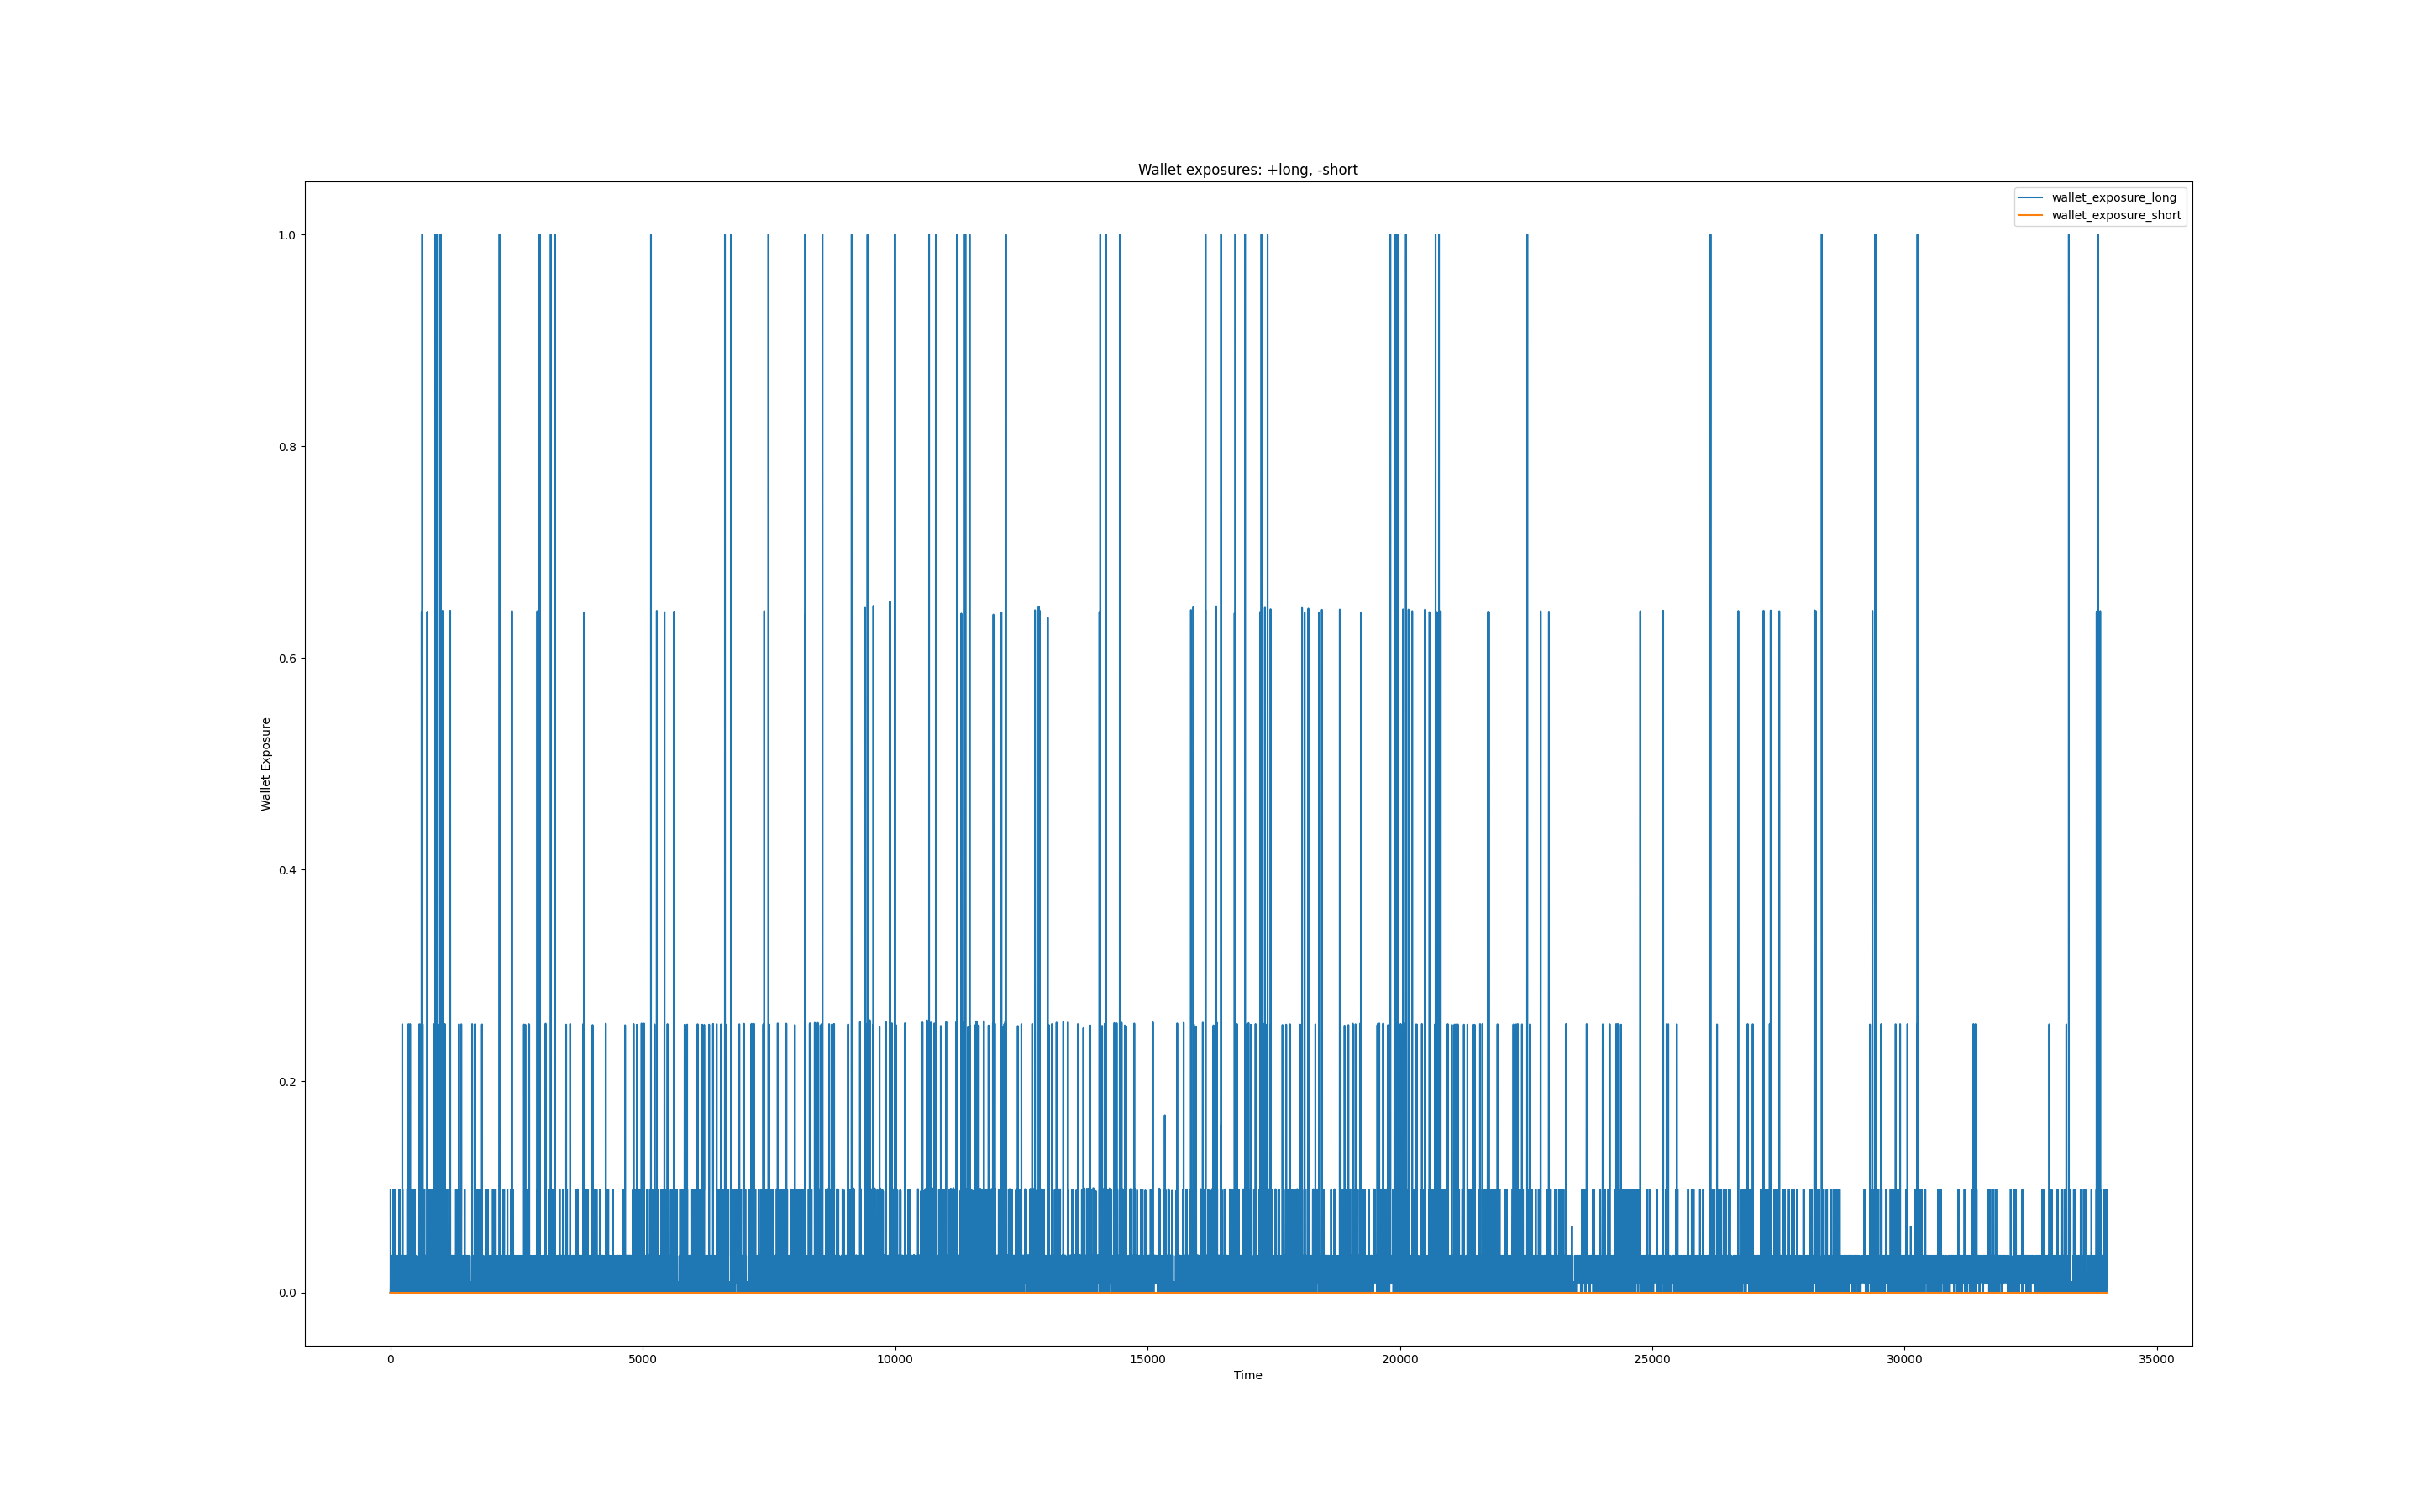 Wallet exposures: +long, -short
wallet_exposure_long
wallet_exposure_short
1.0
0.8
0.6
0.4
0.2
0.0
Wallet Exposure
0 5000 10000 15000 20000 25000 30000 35000
Time